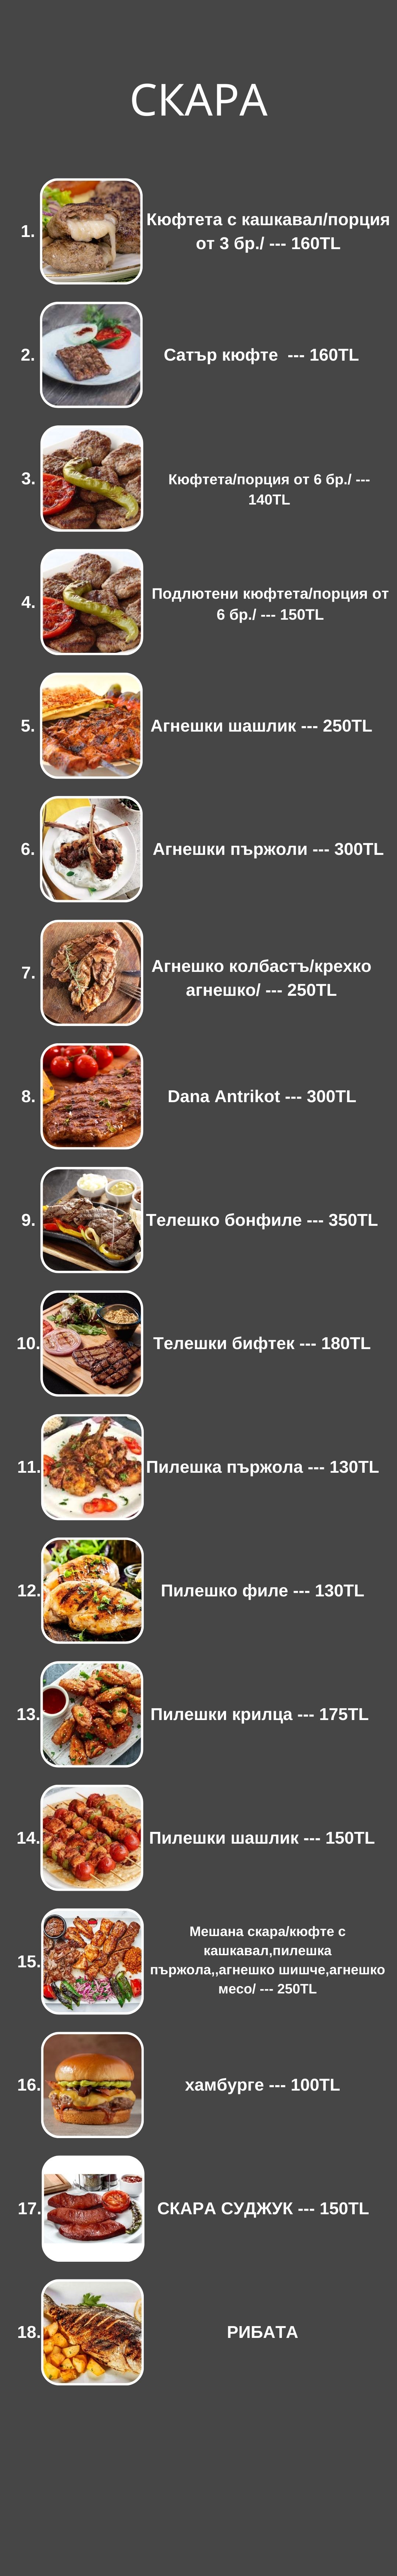 СКАРА
1.
Кюфтета с кашкавал/порция
от 3 бр./ --- 160TL
2.
Сатър кюфте  --- 160TL
3.
Кюфтета/порция от 6 бр./ ---
140TL
4.
Подлютени кюфтета/порция от
6 бр./ --- 150TL
5.
Агнешки шашлик --- 250TL
6.
Агнешки пържоли --- 300TL
7.
Агнешко колбастъ/крехко
агнешко/ --- 250TL
8.
Dana Antrikot --- 300TL
9.
Телешко бонфиле --- 350TL
10.
Телешки бифтек --- 180TL
11.
Пилешка пържола --- 130TL
12.
Пилешко филе --- 130TL
13.
Пилешки крилца --- 175TL
14.
Пилешки шашлик --- 150TL
15.
Мешана скара/кюфте с
кашкавал,пилешка
пържола,,агнешко шишче,агнешко
месо/ --- 250TL
16.
хамбурге --- 100TL
17.
СКАРА СУДЖУК --- 150TL
18.
РИБАТА